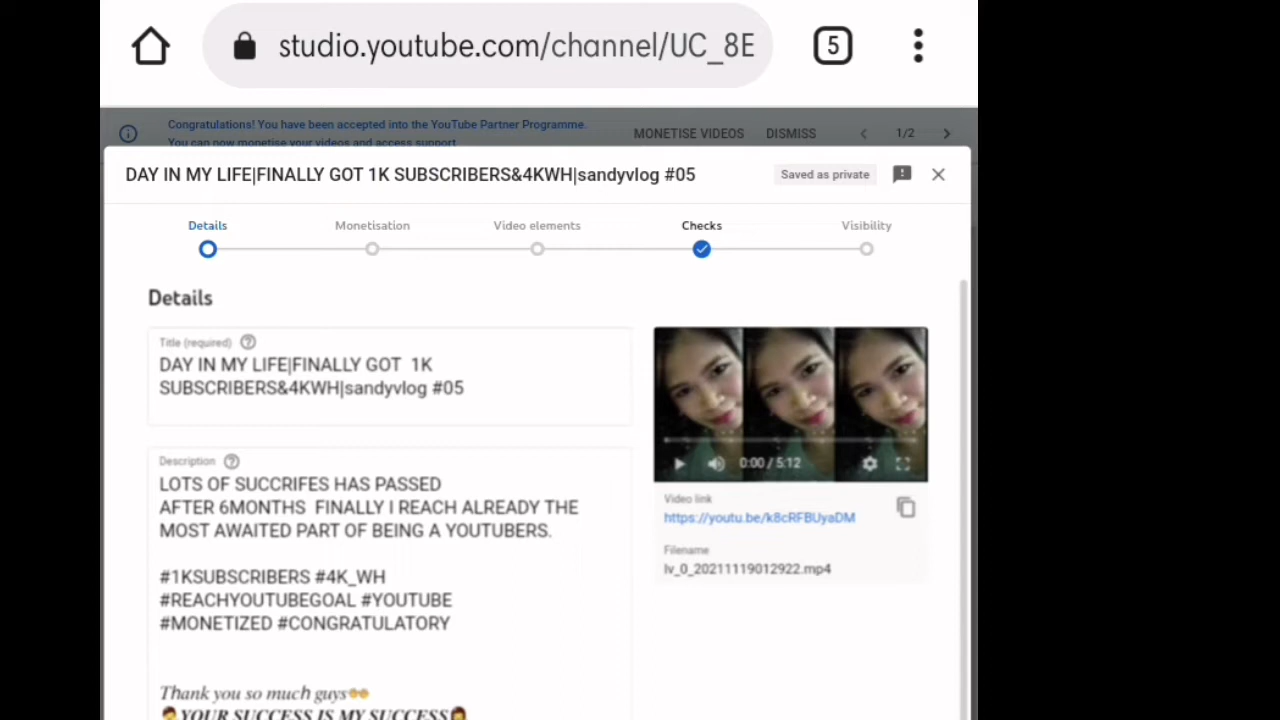 studio.youtube.com/channel/UC_8E
5
Congratulations! You have been accepted into the YouTube Partner Programme.
You can now monetise your videos and access support
MONETISE VIDEOS
DISMISS
1/2
DAY IN MY LIFE|FINALLY GOT 1K SUBSCRIBERS&4KWH|sandyvlog #05
Saved as private
Details
Monetisation
Video elements
Checks
Visibility
Details
Title (required)
DAY IN MY LIFE|FINALLY GOT 1K
SUBSCRIBERS&4KWH|sandyvlog #05
Description
LOTS OF SUCCRIFES HAS PASSED
AFTER 6MONTHS FINALLY I REACH ALREADY THE
MOST AWAITED PART OF BEING A YOUTUBERS.
#1KSUBSCRIBERS #4K_WH
#REACHYOUTUBEGOAL #YOUTUBE
#MONETIZED #CONGRATULATORY
Thank you so much guys
YOUR SUCCESS IS MY SUCCESS
0:00 / 5:12
Video link
https://youtu.be/k8cRFBUyaDM
Filename
lv_0_20211119012922.mp4